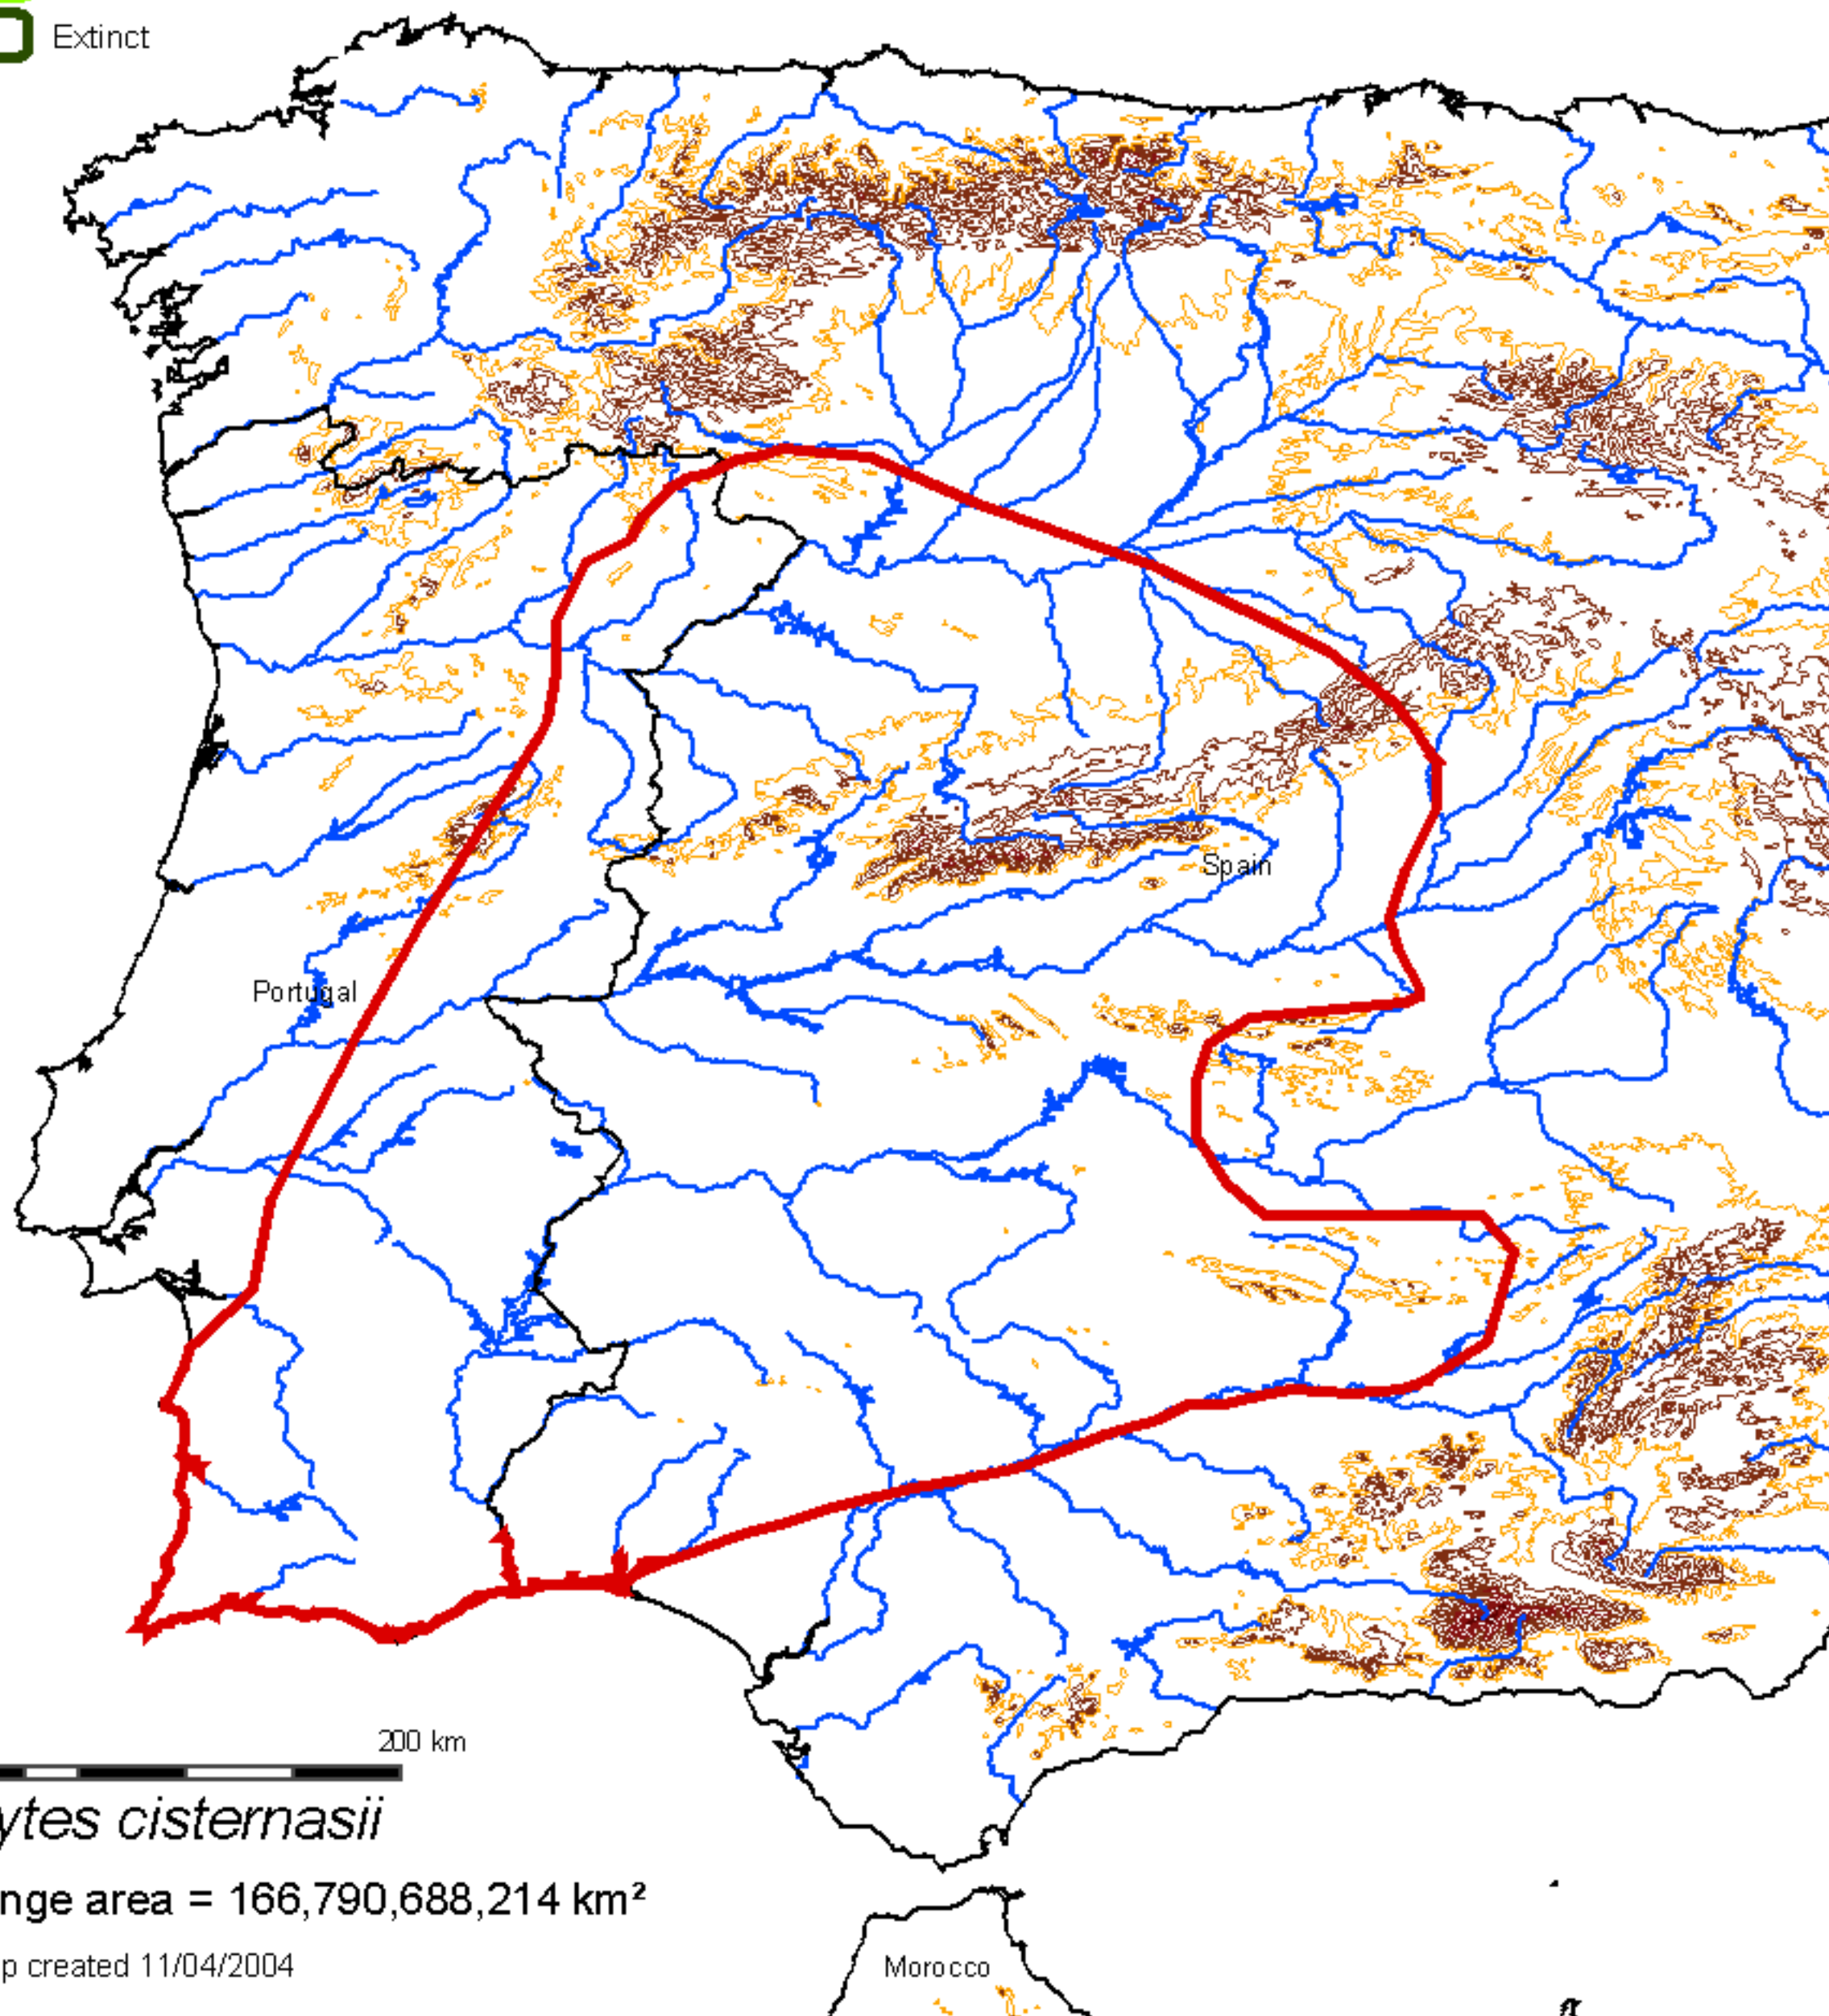 Extinct
Spain
Portugal
200 km
ytes cisternasii
nge area = 166,790,688,214 km²
p created 11/04/2004
Morocco